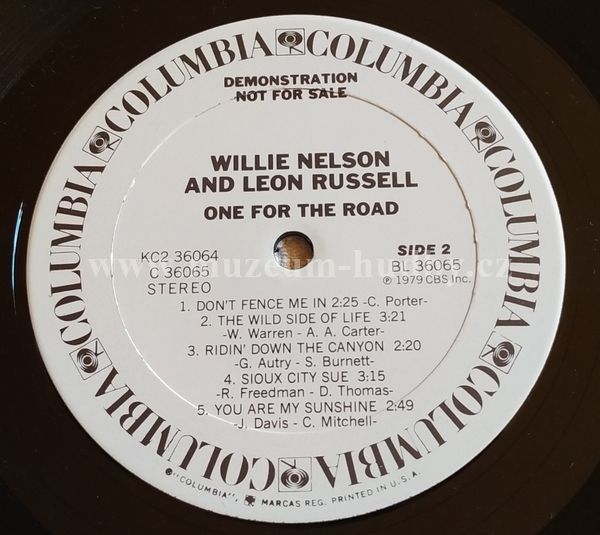 COLUMBIA COLUMBIA COLUMBIA COLUMBIA COLUMBIA COLUMBIA COLUMBIA COLUMBIA
DEMONSTRATION
NOT FOR SALE
WILLIE NELSON
AND LEON RUSSELL
ONE FOR THE ROAD
KC2 36064
C 36065
STEREO
SIDE 2
BL 36065
℗ 1979 CBS Inc.
1. DON'T FENCE ME IN 2:25 -C. Porter-
2. THE WILD SIDE OF LIFE 3:21
-W. Warren - A. A. Carter-
3. RIDIN' DOWN THE CANYON 2:20
-G. Autry - S. Burnett-
4. SIOUX CITY SUE 3:15
-R. Freedman - D. Thomas-
5. YOU ARE MY SUNSHINE 2:49
-J. Davis - C. Mitchell-
"COLUMBIA", MARCAS REG. PRINTED IN U.S.A.